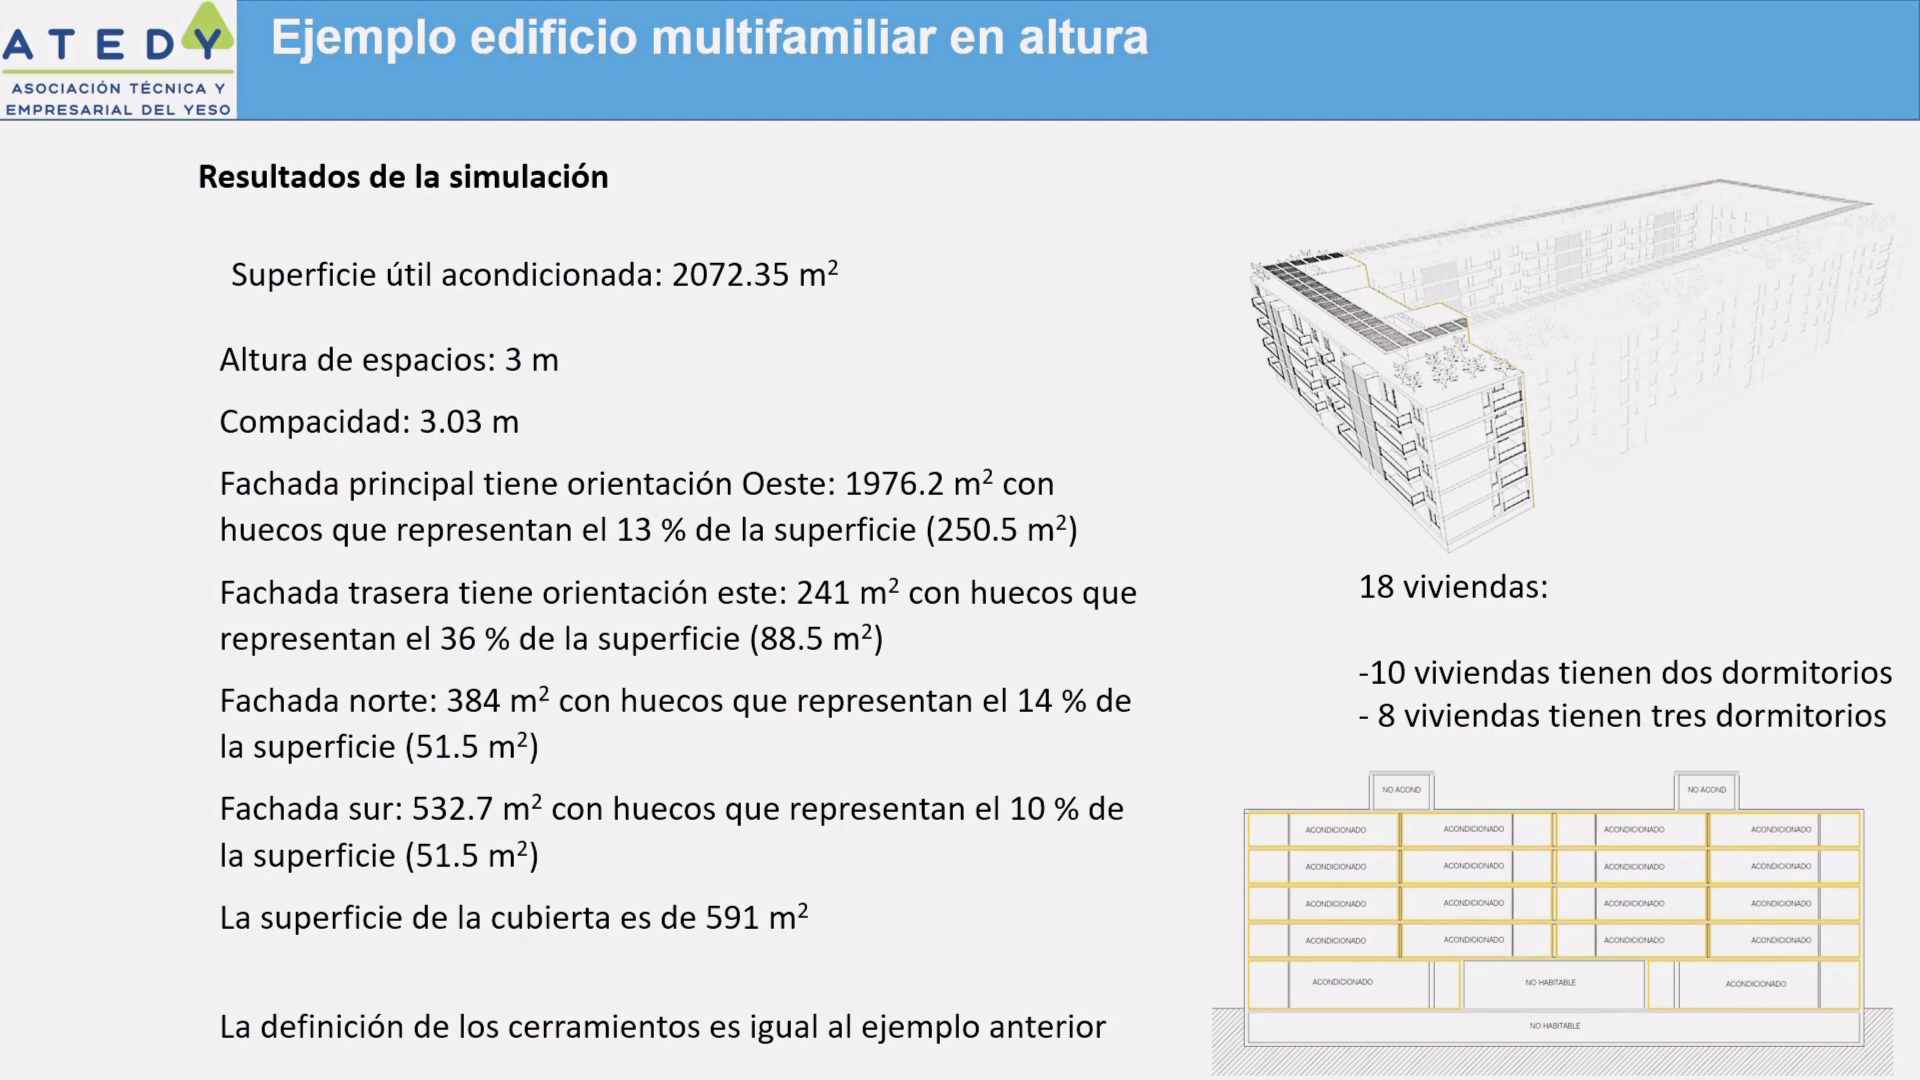 ATEDY
ASOCIACIÓN TÉCNICA Y
EMPRESARIAL DEL YESO
Ejemplo edificio multifamiliar en altura
Resultados de la simulación
Superficie útil acondicionada: 2072.35 m²
Altura de espacios: 3 m
Compacidad: 3.03 m
Fachada principal tiene orientación Oeste: 1976.2 m² con
huecos que representan el 13 % de la superficie (250.5 m²)
Fachada trasera tiene orientación este: 241 m² con huecos que
representan el 36 % de la superficie (88.5 m²)
Fachada norte: 384 m² con huecos que representan el 14 % de
la superficie (51.5 m²)
Fachada sur: 532.7 m² con huecos que representan el 10 % de
la superficie (51.5 m²)
La superficie de la cubierta es de 591 m²
La definición de los cerramientos es igual al ejemplo anterior
18 viviendas:
-10 viviendas tienen dos dormitorios
- 8 viviendas tienen tres dormitorios
NO ACOND NO ACOND
ACONDICIONADO ACONDICIONADO ACONDICIONADO ACONDICIONADO
ACONDICIONADO ACONDICIONADO ACONDICIONADO ACONDICIONADO
ACONDICIONADO ACONDICIONADO ACONDICIONADO ACONDICIONADO
ACONDICIONADO ACONDICIONADO ACONDICIONADO ACONDICIONADO
ACONDICIONADO NO HABITABLE ACONDICIONADO
NO HABITABLE